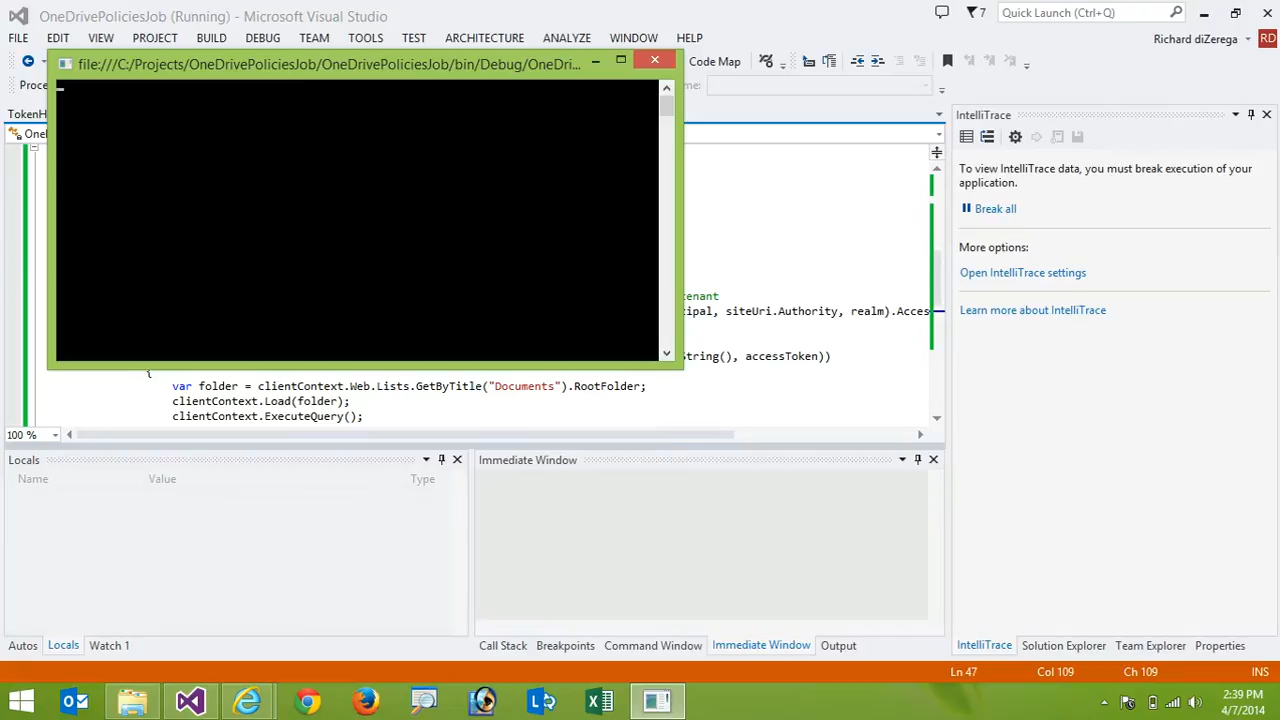 OneDrivePoliciesJob (Running) - Microsoft Visual Studio
7
Quick Launch (Ctrl+Q)
FILE EDIT VIEW PROJECT BUILD DEBUG TEAM TOOLS TEST ARCHITECTURE ANALYZE WINDOW HELP
Richard diZerega
RD
file:///C:/Projects/OneDrivePoliciesJob/OneDrivePoliciesJob/bin/Debug/OneDri...
Code Map
Proce
me:
TokenH
OneI
IntelliTrace
To view IntelliTrace data, you must break execution of your
application.
Break all
More options:
Open IntelliTrace settings
Learn more about IntelliTrace
tenant
cipal, siteUri.Authority, realm).Acces
String(), accessToken))
{
var folder = clientContext.Web.Lists.GetByTitle("Documents").RootFolder;
clientContext.Load(folder);
clientContext.ExecuteQuery();
100 %
Locals
Name Value Type
Immediate Window
Autos Locals Watch 1
Call Stack Breakpoints Command Window Immediate Window Output
IntelliTrace Solution Explorer Team Explorer Properties
Ln 47 Col 109 Ch 109 INS
2:39 PM
4/7/2014